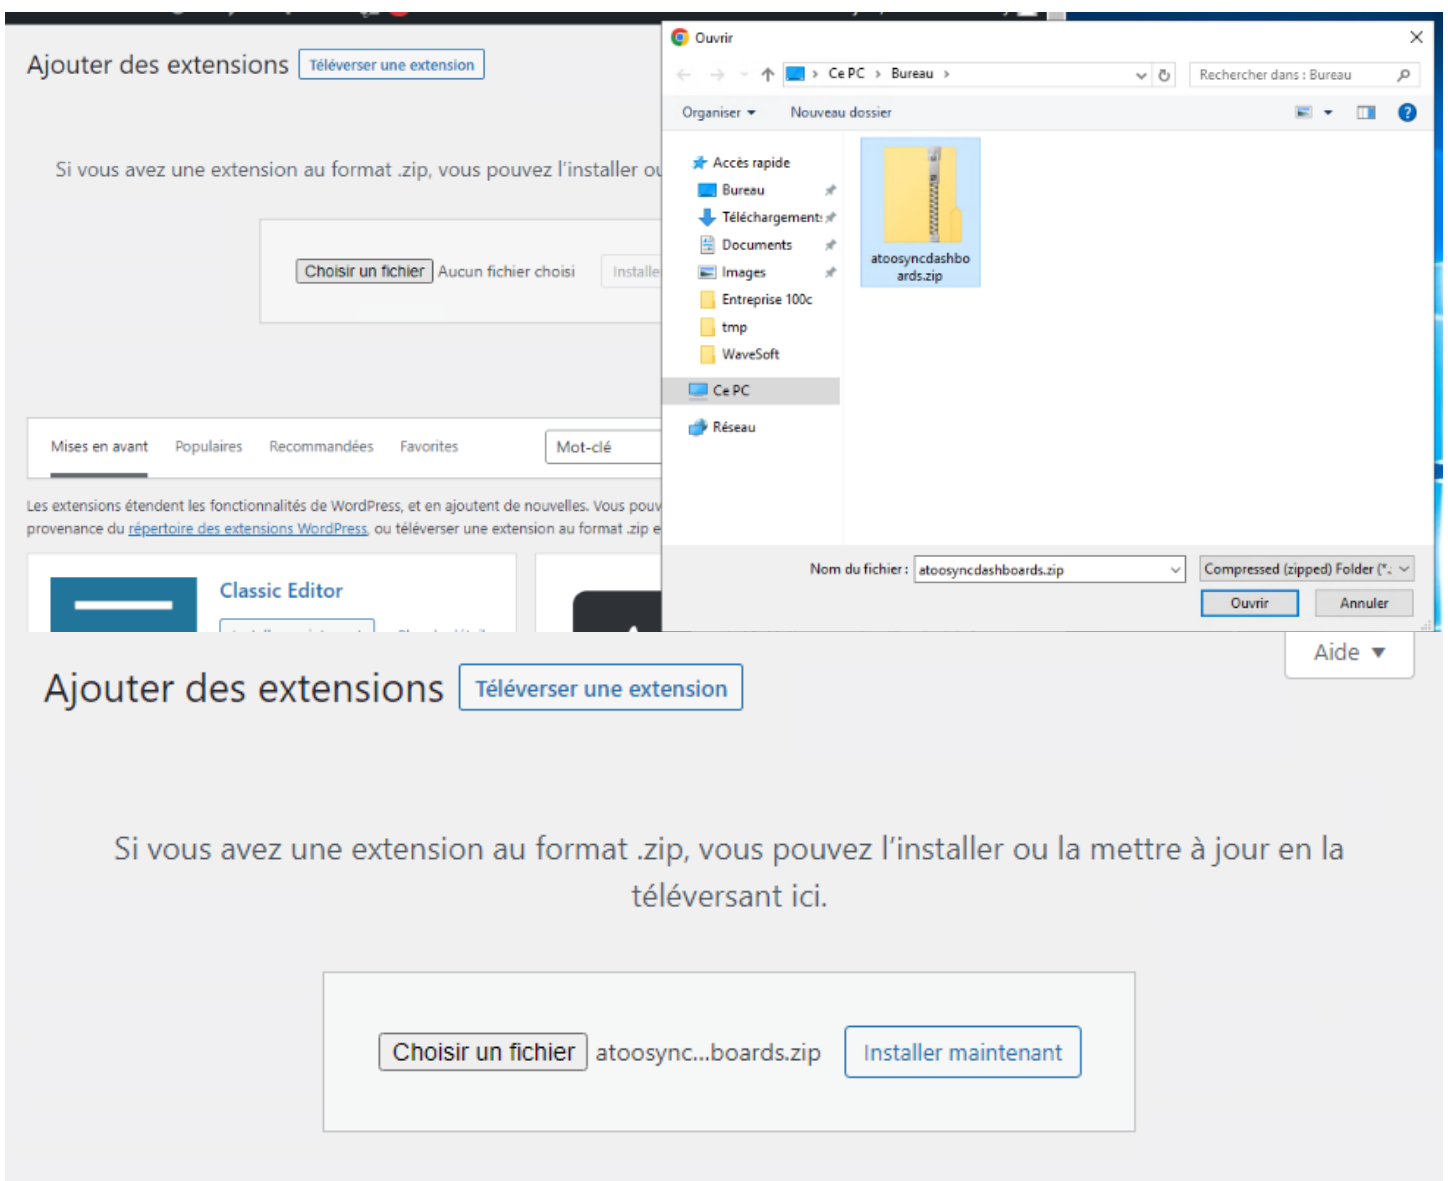 Ajouter des extensions
Téléverser une extension
Si vous avez une extension au format .zip, vous pouvez l'installer ou
Choisir un fichier
Aucun fichier choisi
Installe
Mises en avant
Populaires
Recommandées
Favorites
Mot-clé
Les extensions étendent les fonctionnalités de WordPress, et en ajoutent de nouvelles. Vous pouv
provenance du répertoire des extensions WordPress, ou téléverser une extension au format .zip e
Classic Editor
Ouvrir
Ce PC
Bureau
Rechercher dans : Bureau
Organiser
Nouveau dossier
Accès rapide
Bureau
Téléchargements
Documents
Images
Entreprise 100c
tmp
WaveSoft
Ce PC
Réseau
atoosyncdashbo
ards.zip
Nom du fichier :
atoosyncdashboards.zip
Compressed (zipped) Folder (*.
Ouvrir
Annuler
Aide
Ajouter des extensions
Téléverser une extension
Si vous avez une extension au format .zip, vous pouvez l'installer ou la mettre à jour en la
téléversant ici.
Choisir un fichier
atoosync...boards.zip
Installer maintenant